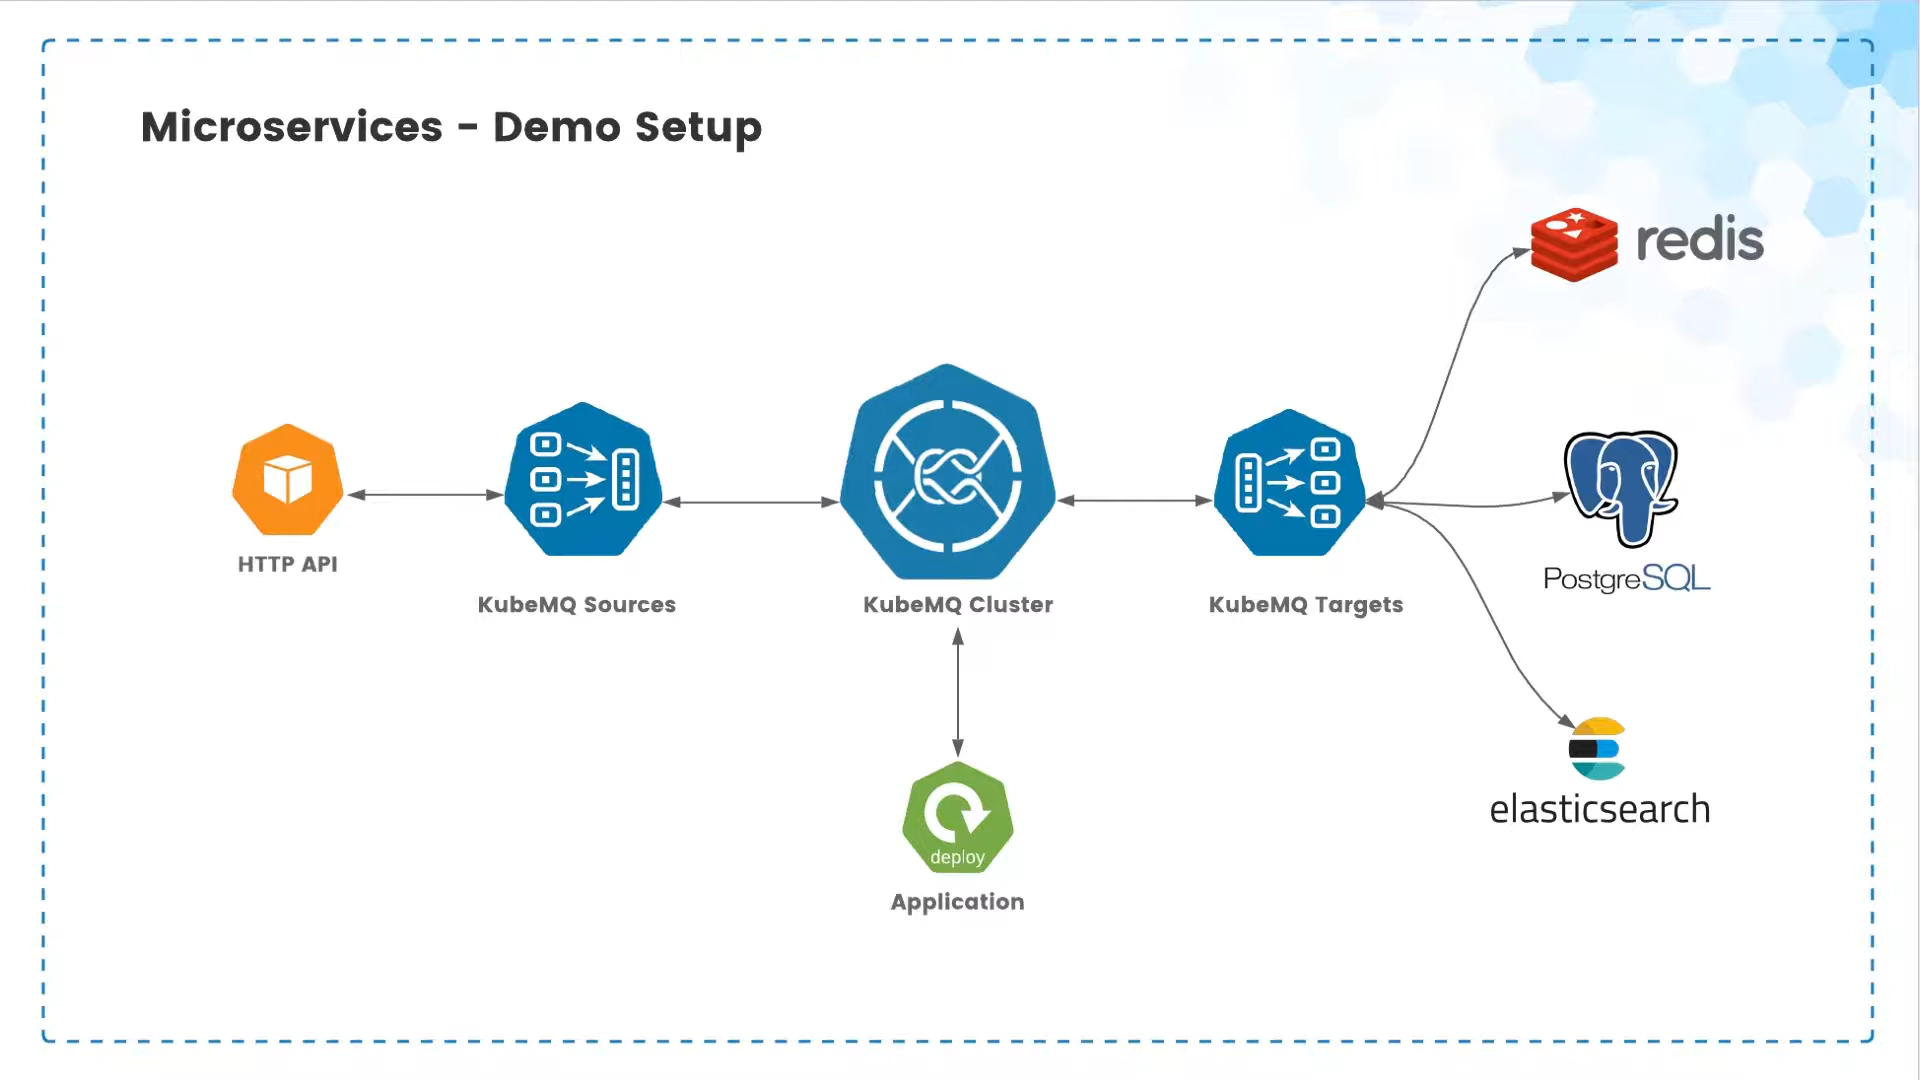 Microservices - Demo Setup
redis
HTTP API
KubeMQ Sources
KubeMQ Cluster
KubeMQ Targets
PostgreSQL
elasticsearch
deploy
Application